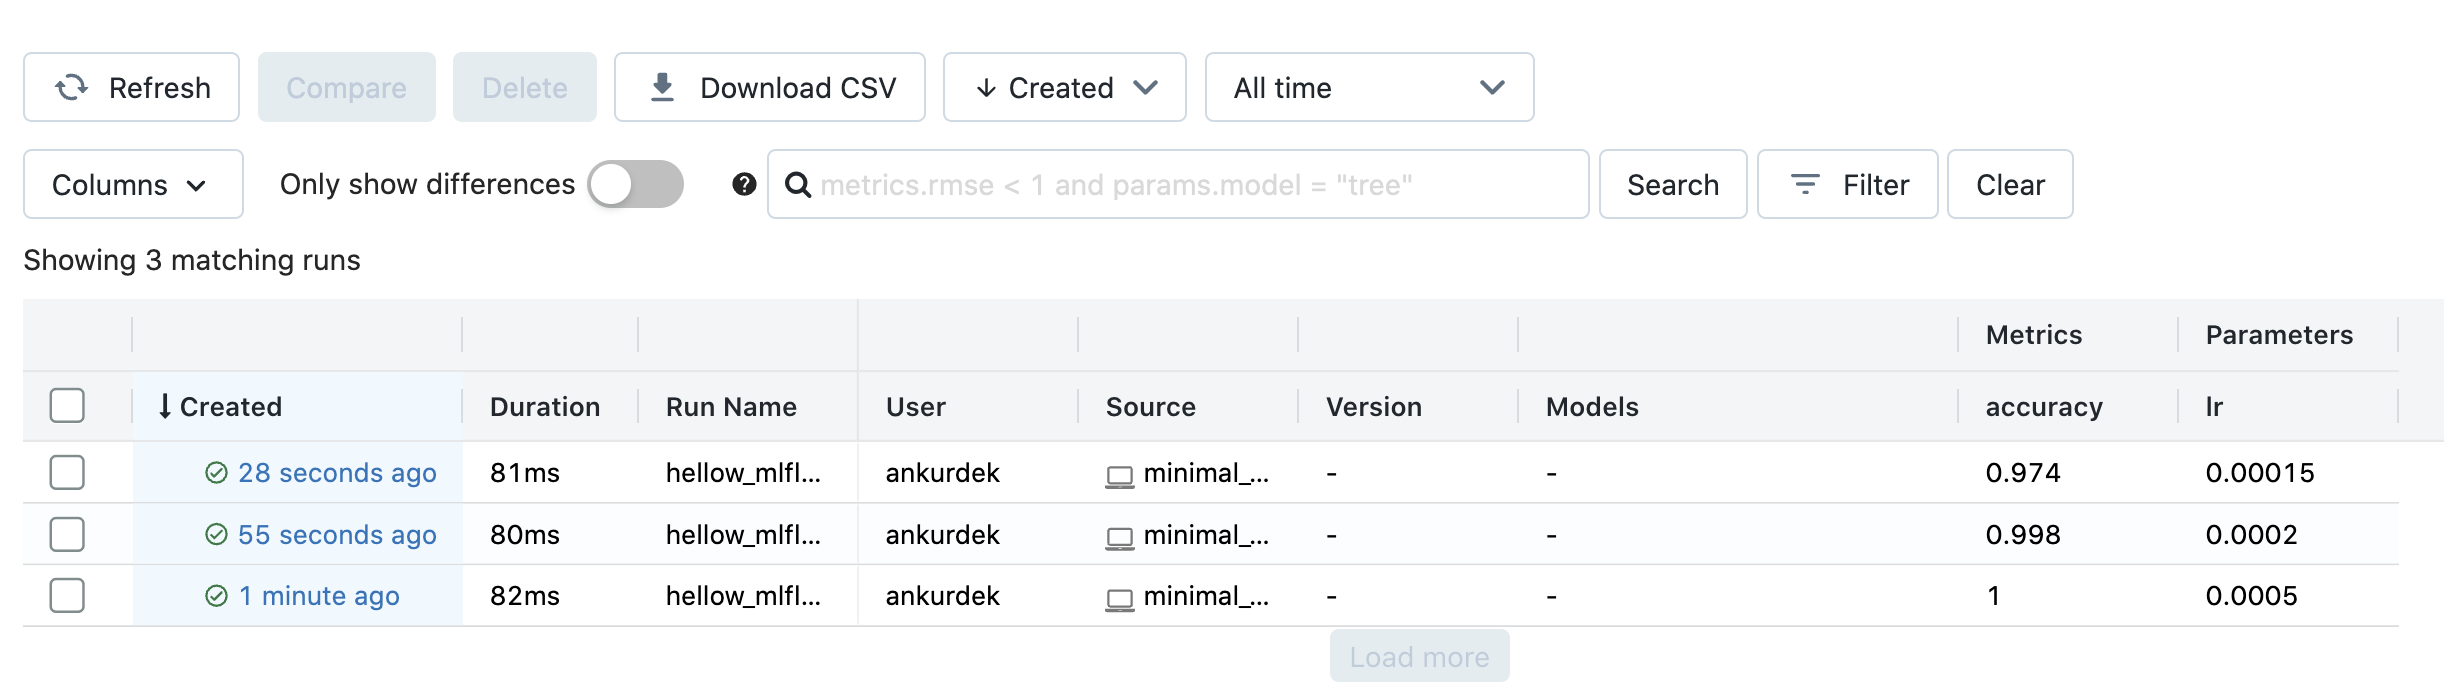 Refresh Compare Delete Download CSV ↓ Created All time
Columns Only show differences metrics.rmse < 1 and params.model = "tree" Search Filter Clear
Showing 3 matching runs
Metrics Parameters
↓ Created Duration Run Name User Source Version Models accuracy lr
28 seconds ago 81ms hellow_mlfl... ankurdek minimal_... - - 0.974 0.00015
55 seconds ago 80ms hellow_mlfl... ankurdek minimal_... - - 0.998 0.0002
1 minute ago 82ms hellow_mlfl... ankurdek minimal_... - - 1 0.0005
Load more